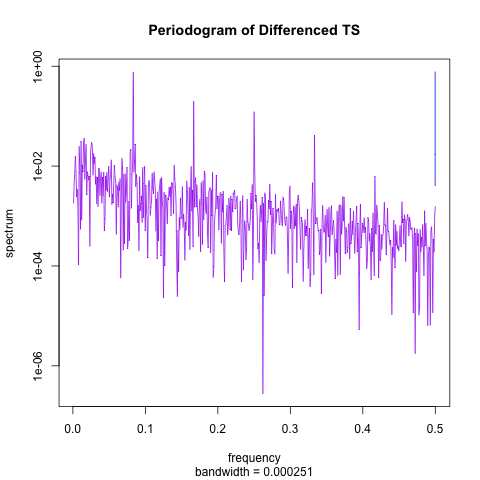 Periodogram of Differenced TS
spectrum
1e+00
1e-02
1e-04
1e-06
0.0 0.1 0.2 0.3 0.4 0.5
frequency
bandwidth = 0.000251